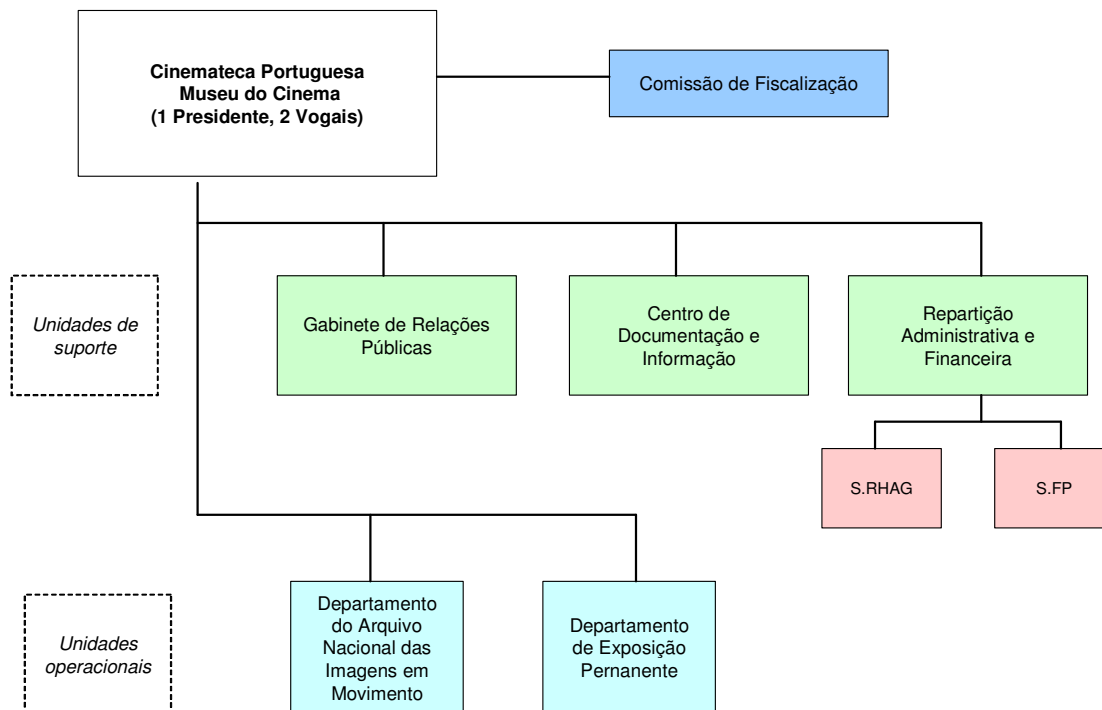 Cinemateca Portuguesa
Museu do Cinema
(1 Presidente, 2 Vogais)
Comissão de Fiscalização
Unidades de
suporte
Gabinete de Relações
Públicas
Centro de
Documentação e
Informação
Repartição
Administrativa e
Financeira
S.RHAG
S.FP
Unidades
operacionais
Departamento
do Arquivo
Nacional das
Imagens em
Movimento
Departamento
de Exposição
Pernanente